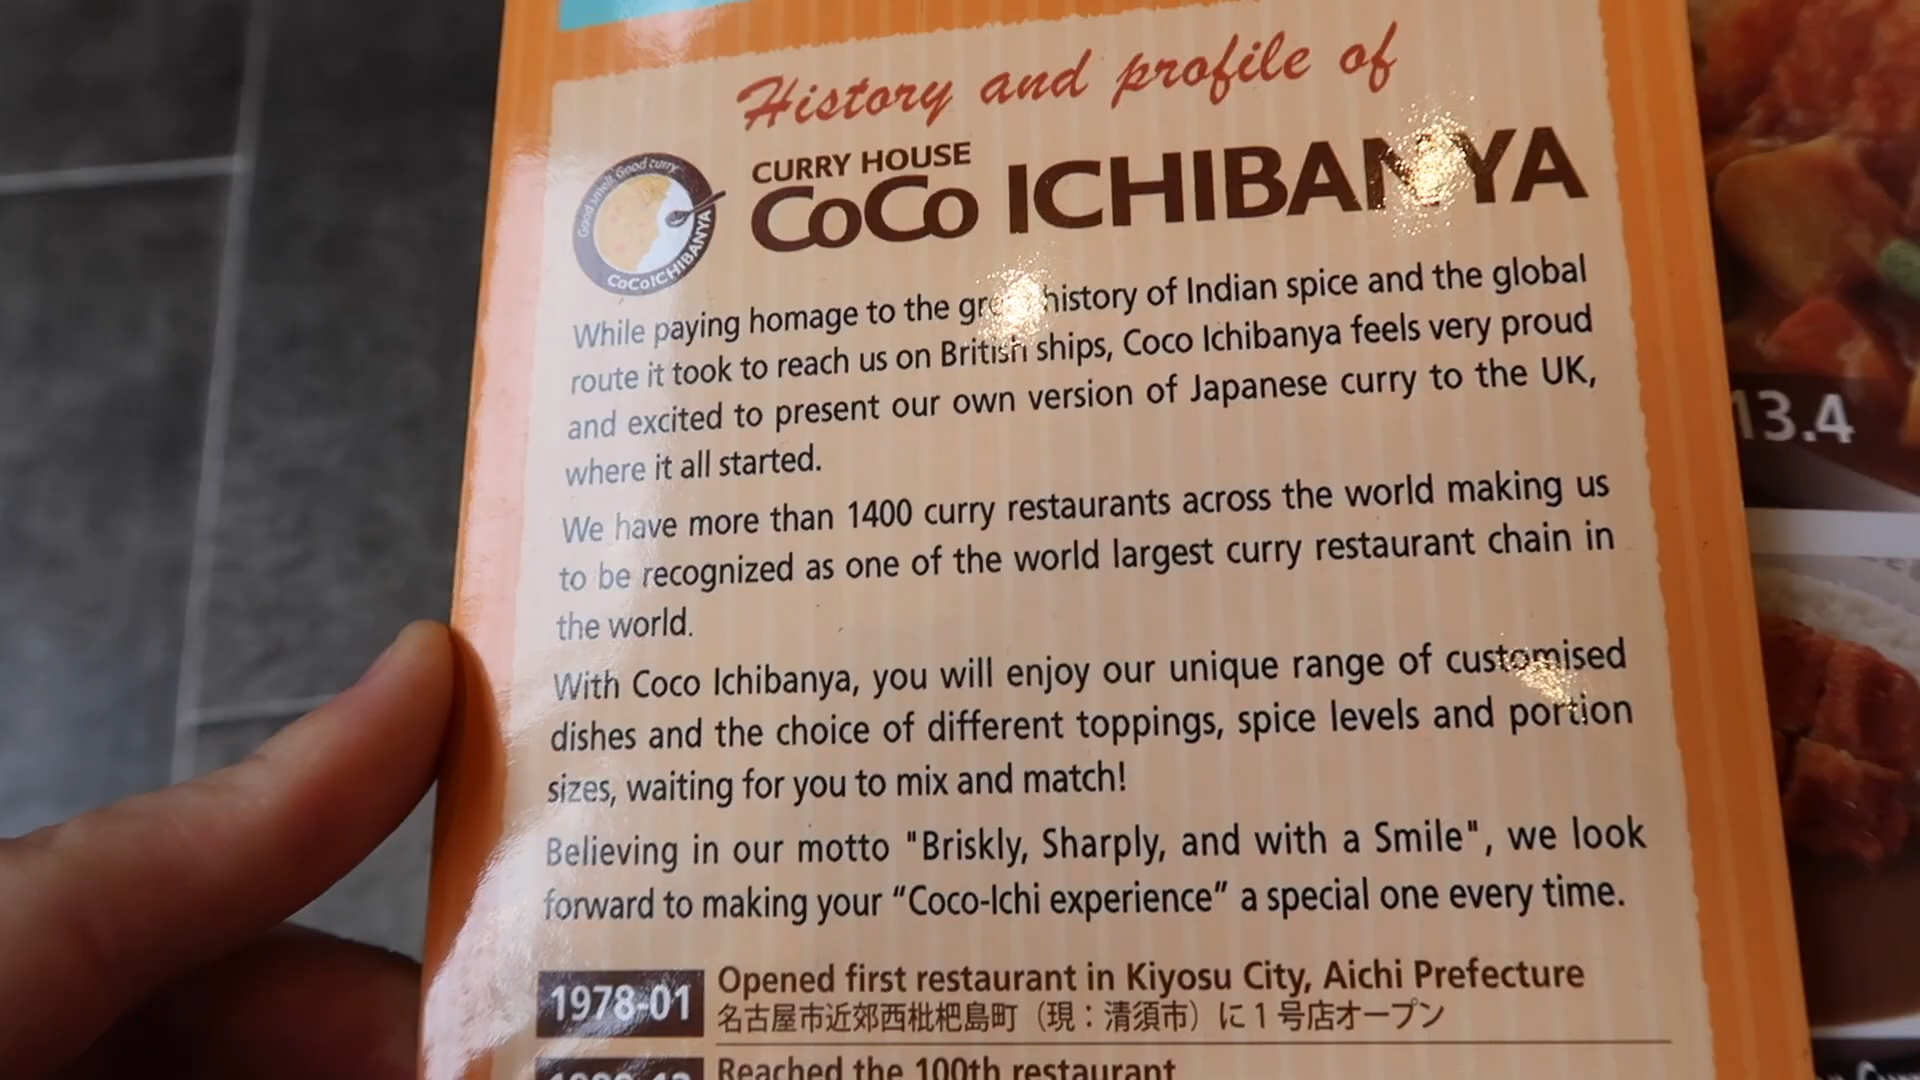 History and profile of
Good smell Good curry
CoCoICHIBANYA
CURRY HOUSE
CoCo ICHIBANYA
While paying homage to the history of Indian spice and the global
route it took to reach us on British ships, Coco Ichibanya feels very proud
and excited to present our own version of Japanese curry to the UK,
where it all started.
We have more than 1400 curry restaurants across the world making us
to be recognized as one of the world largest curry restaurant chain in
the world.
With Coco Ichibanya, you will enjoy our unique range of customised
dishes and the choice of different toppings, spice levels and portion
sizes, waiting for you to mix and match!
Believing in our motto "Briskly, Sharply, and with a Smile", we look
forward to making your “Coco-Ichi experience” a special one every time.
1978-01
Opened first restaurant in Kiyosu City, Aichi Prefecture
名古屋市近郊西枇杷島町（現：清須市）に1号店オープン
Reached the 100th restaurant
13.4